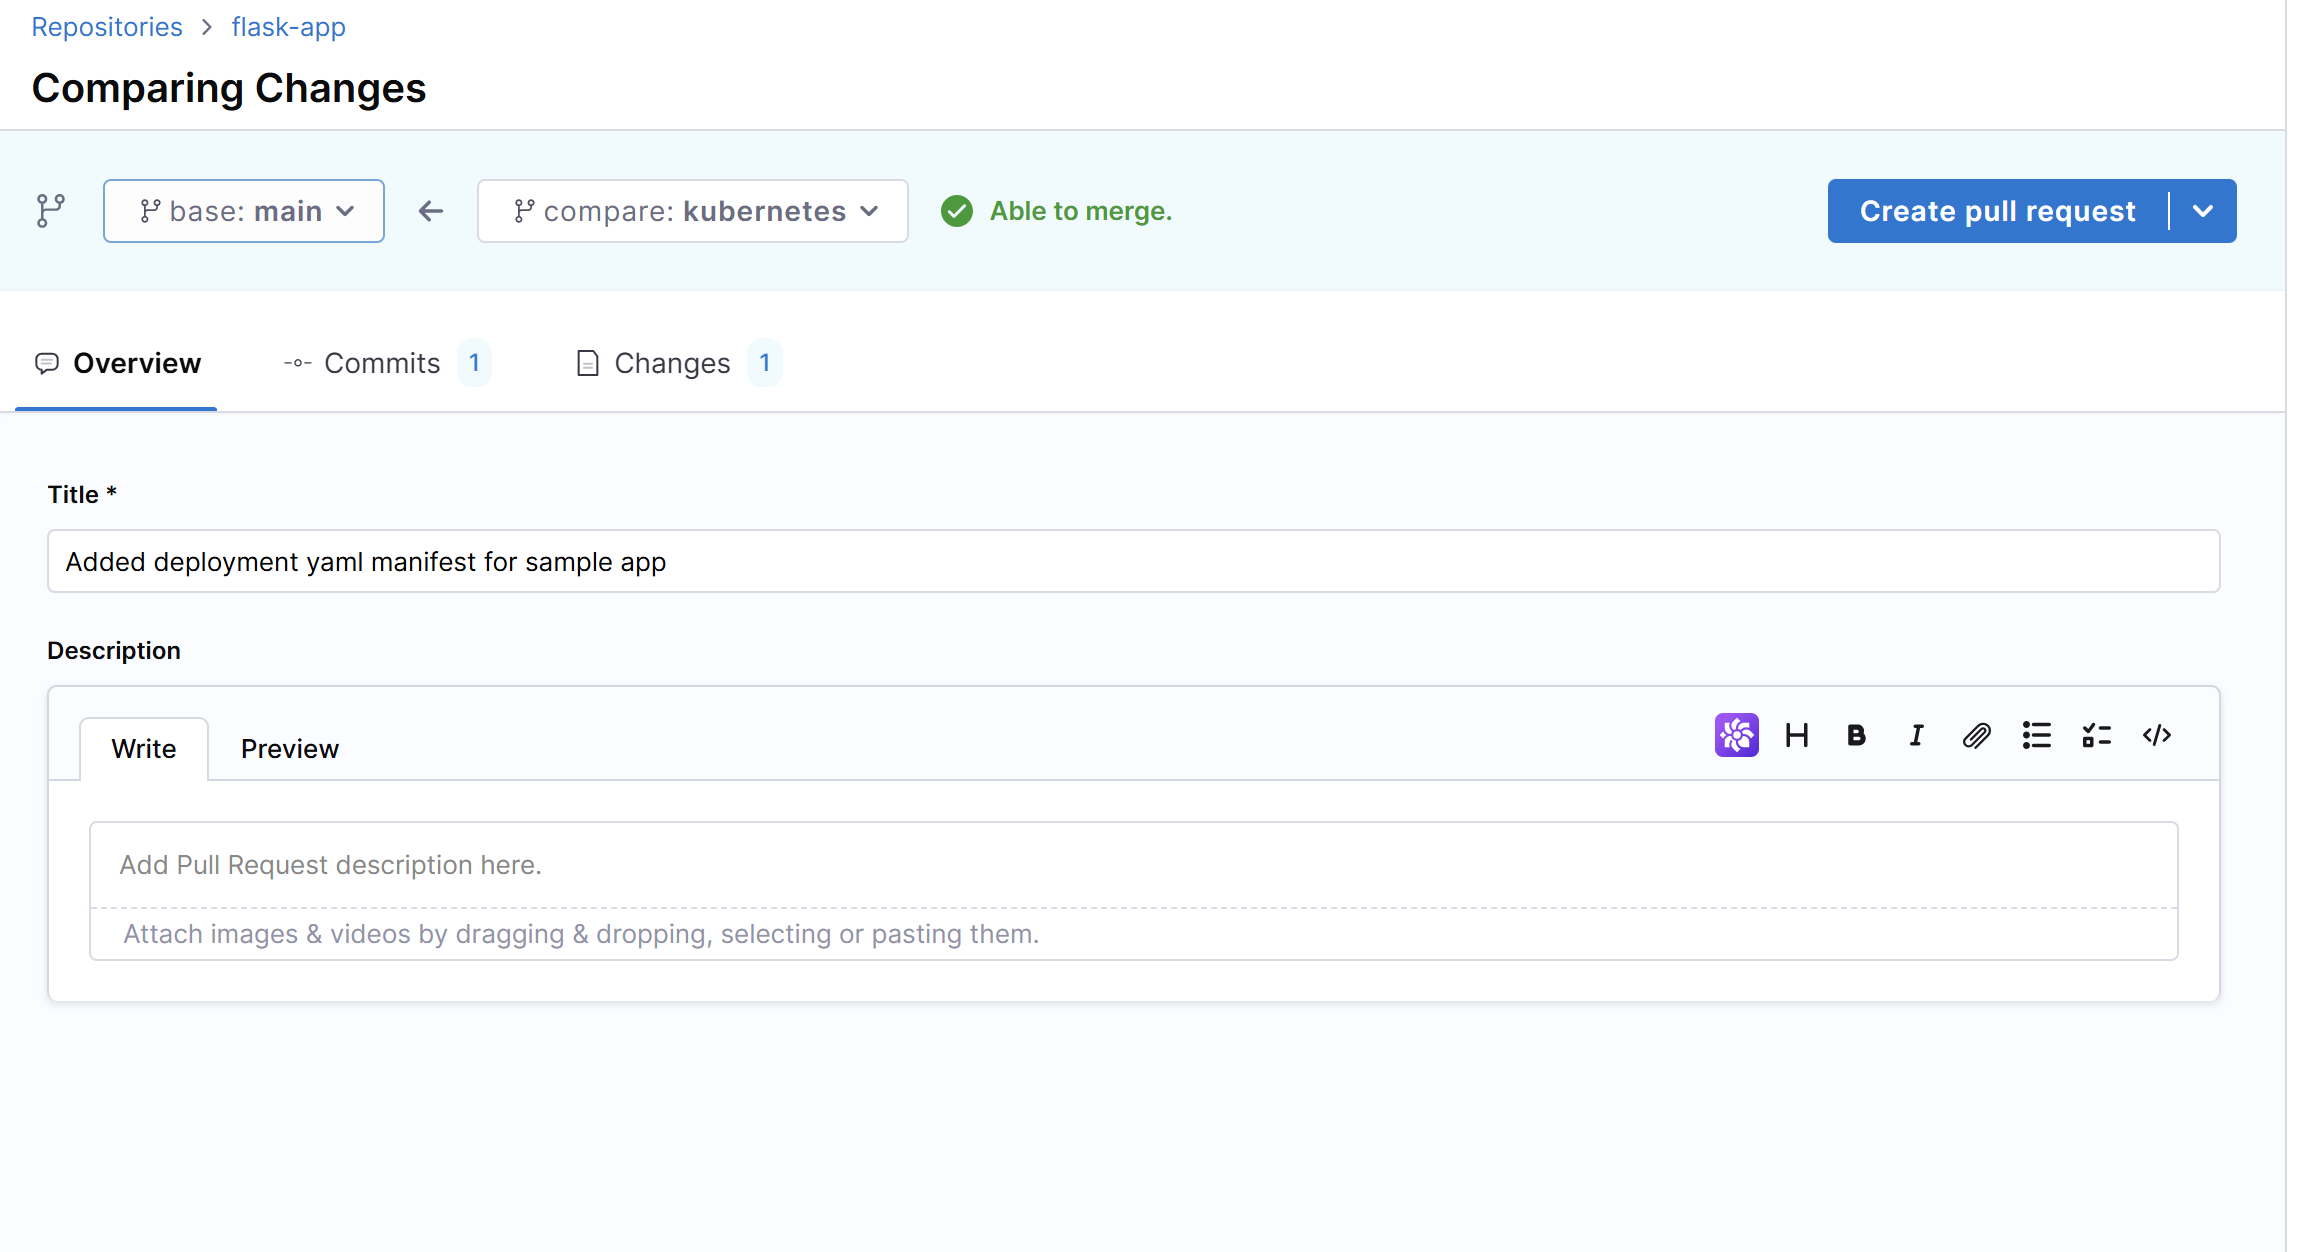 Repositories > flask-app
Comparing Changes
base: main
compare: kubernetes
Able to merge.
Create pull request
Overview
Commits 1
Changes 1
Title *
Added deployment yaml manifest for sample app
Description
Write
Preview
H B I </>
Add Pull Request description here.
Attach images & videos by dragging & dropping, selecting or pasting them.